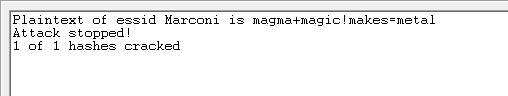 Plaintext of essid Marconi is magma+magic!makes=metal
Attack stopped!
1 of 1 hashes cracked